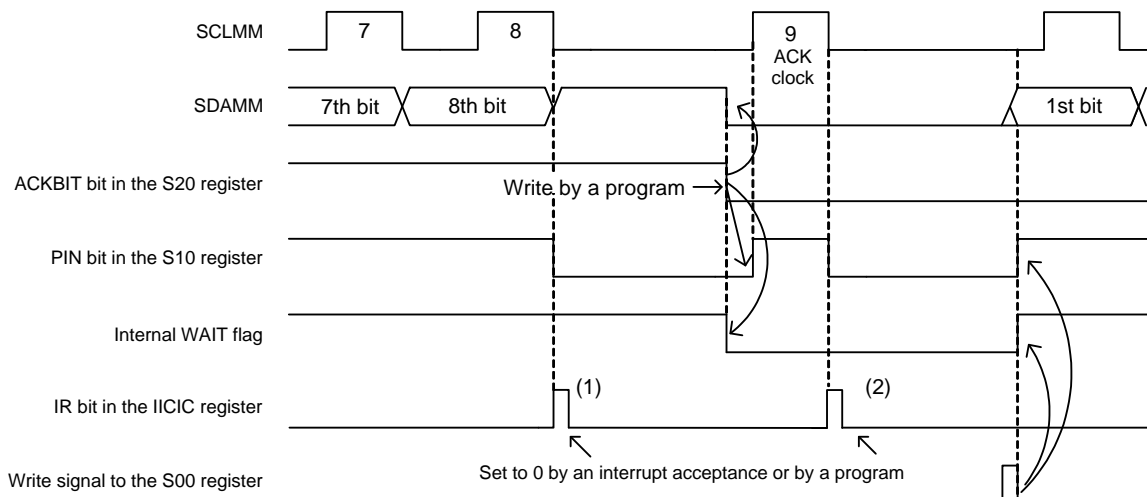 SCLMM
7
8
9
ACK
clock
SDAMM
7th bit
8th bit
1st bit
ACKBIT bit in the S20 register
Write by a program
PIN bit in the S10 register
Internal WAIT flag
IR bit in the IICIC register
(1)
(2)
Set to 0 by an interrupt acceptance or by a program
Write signal to the S00 register